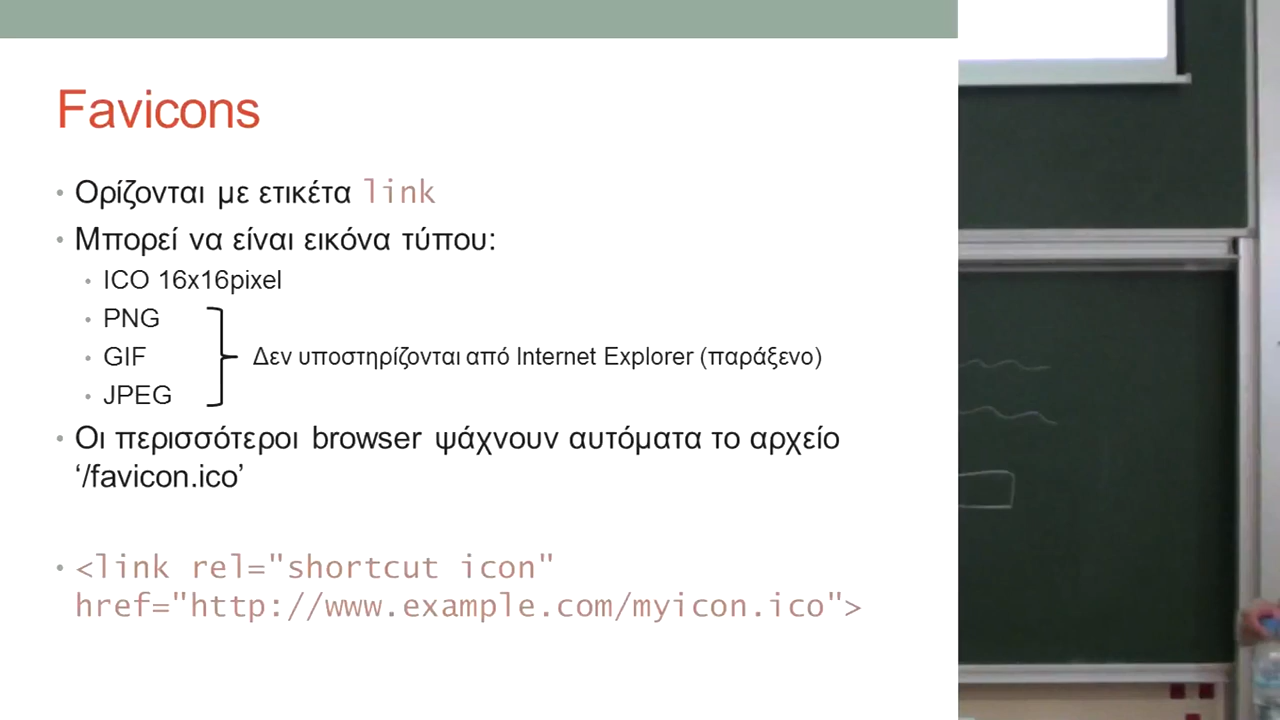 Favicons
• Ορίζονται με ετικέτα link
• Μπορεί να είναι εικόνα τύπου:
• ICO 16x16pixel
• PNG
• GIF
• JPEG
Δεν υποστηρίζονται από Internet Explorer (παράξενο)
• Οι περισσότεροι browser ψάχνουν αυτόματα το αρχείο
‘/favicon.ico’
• <link rel="shortcut icon"
href="http://www.example.com/myicon.ico">